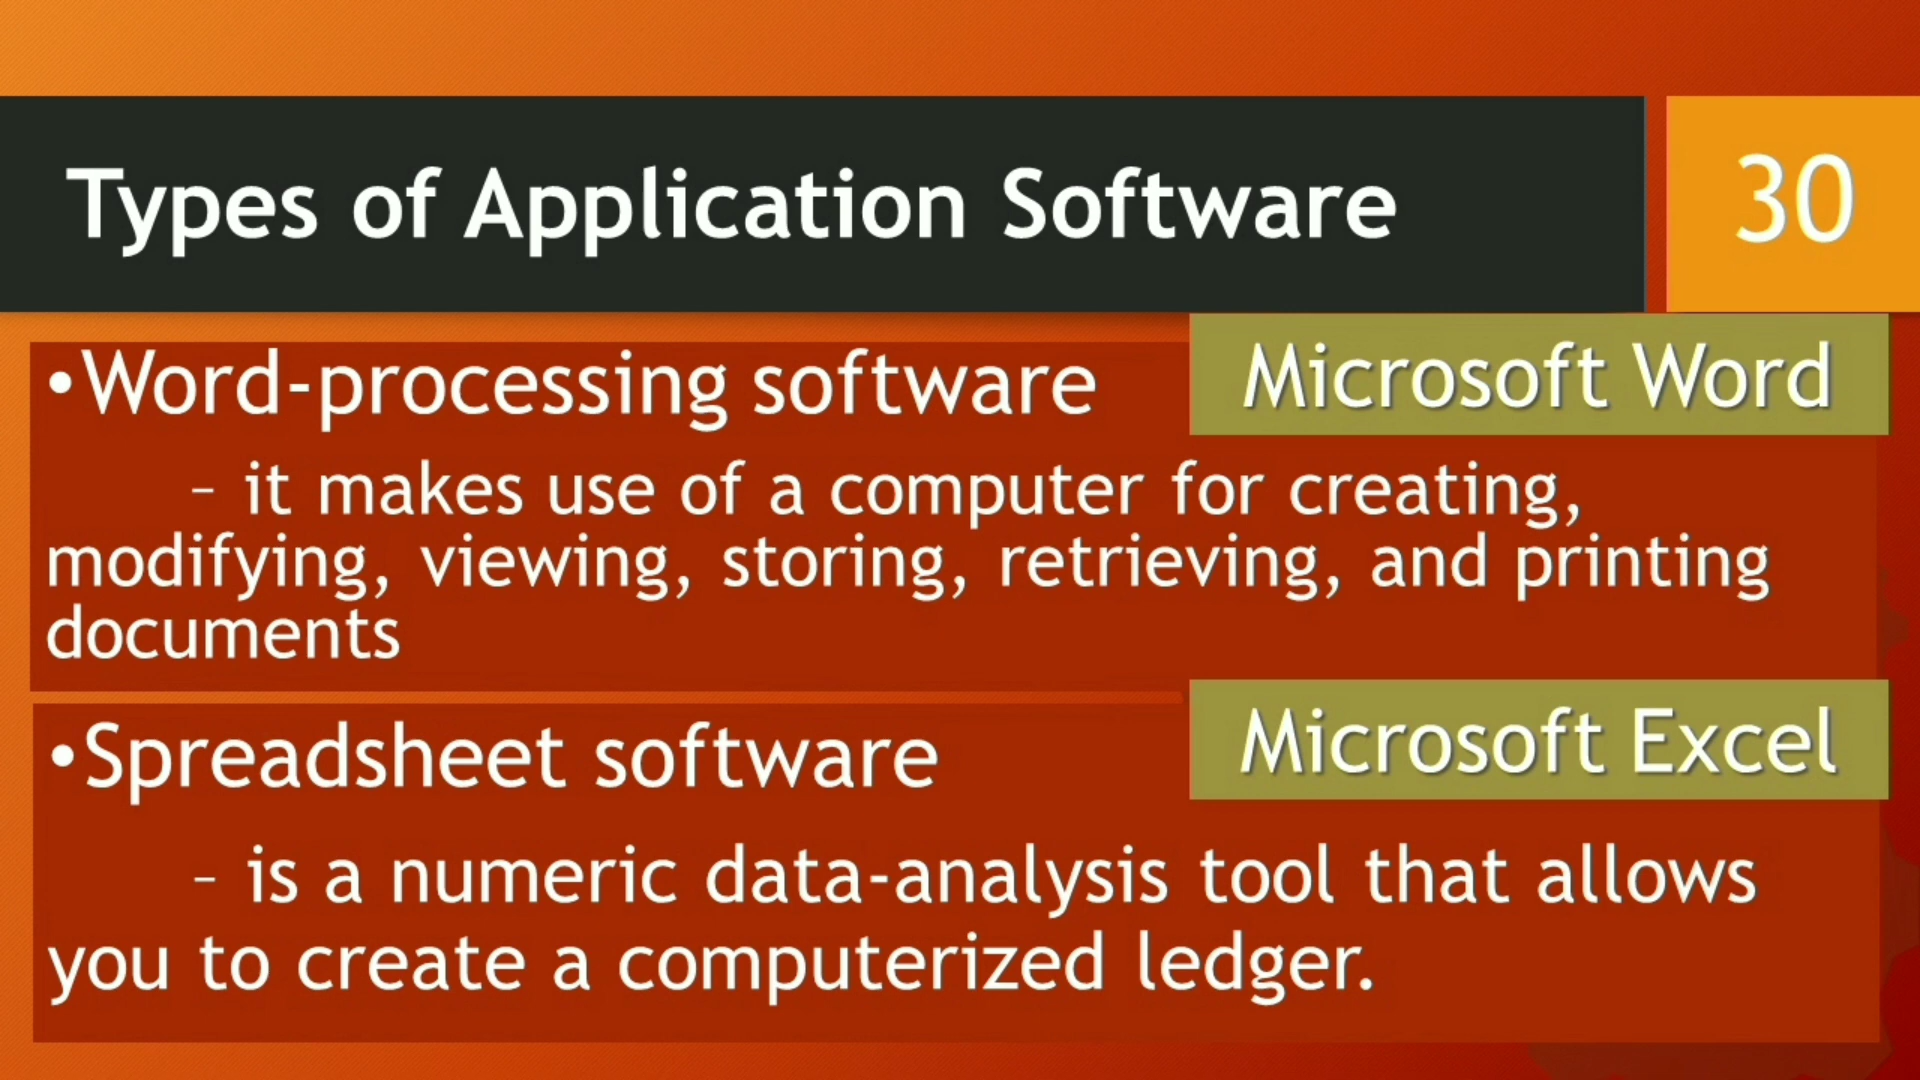 Types of Application Software
30
•Word-processing software
Microsoft Word
– it makes use of a computer for creating,
modifying, viewing, storing, retrieving, and printing
documents
•Spreadsheet software
Microsoft Excel
– is a numeric data-analysis tool that allows
you to create a computerized ledger.